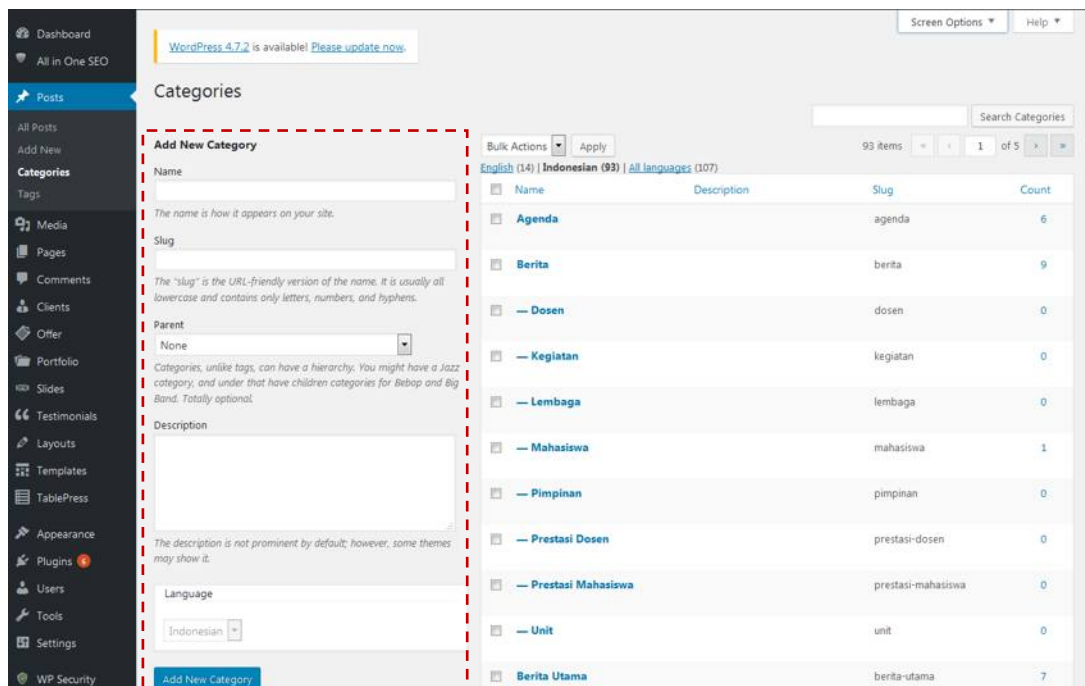 Dashboard
All in One SEO
Posts
All Posts
Add New
Categories
Tags
Media
Pages
Comments
Clients
Offer
Portfolio
Slides
Testimonials
Layouts
Templates
TablePress
Appearance
Plugins 6
Users
Tools
Settings
WP Security
Screen Options
Help
WordPress 4.7.2 is available! Please update now.
Categories
Add New Category
Name
The name is how it appears on your site.
Slug
The "slug" is the URL-friendly version of the name. It is usually all
lowercase and contains only letters, numbers, and hyphens.
Parent
None
Categories, unlike tags, can have a hierarchy. You might have a Jazz
category, and under that have children categories for Bebop and Big
Band. Totally optional.
Description
The description is not prominent by default; however, some themes
may show it.
Language
Indonesian
Add New Category
Search Categories
Bulk Actions Apply 93 items « ‹ 1 of 5 › »
English (14) | Indonesian (93) | All languages (107)
Name Description Slug Count
Agenda agenda 6
Berita berita 9
— Dosen dosen 0
— Kegiatan kegiatan 0
— Lembaga lembaga 0
— Mahasiswa mahasiswa 1
— Pimpinan pimpinan 0
— Prestasi Dosen prestasi-dosen 0
— Prestasi Mahasiswa prestasi-mahasiswa 0
— Unit unit 0
Berita Utama berita-utama 7